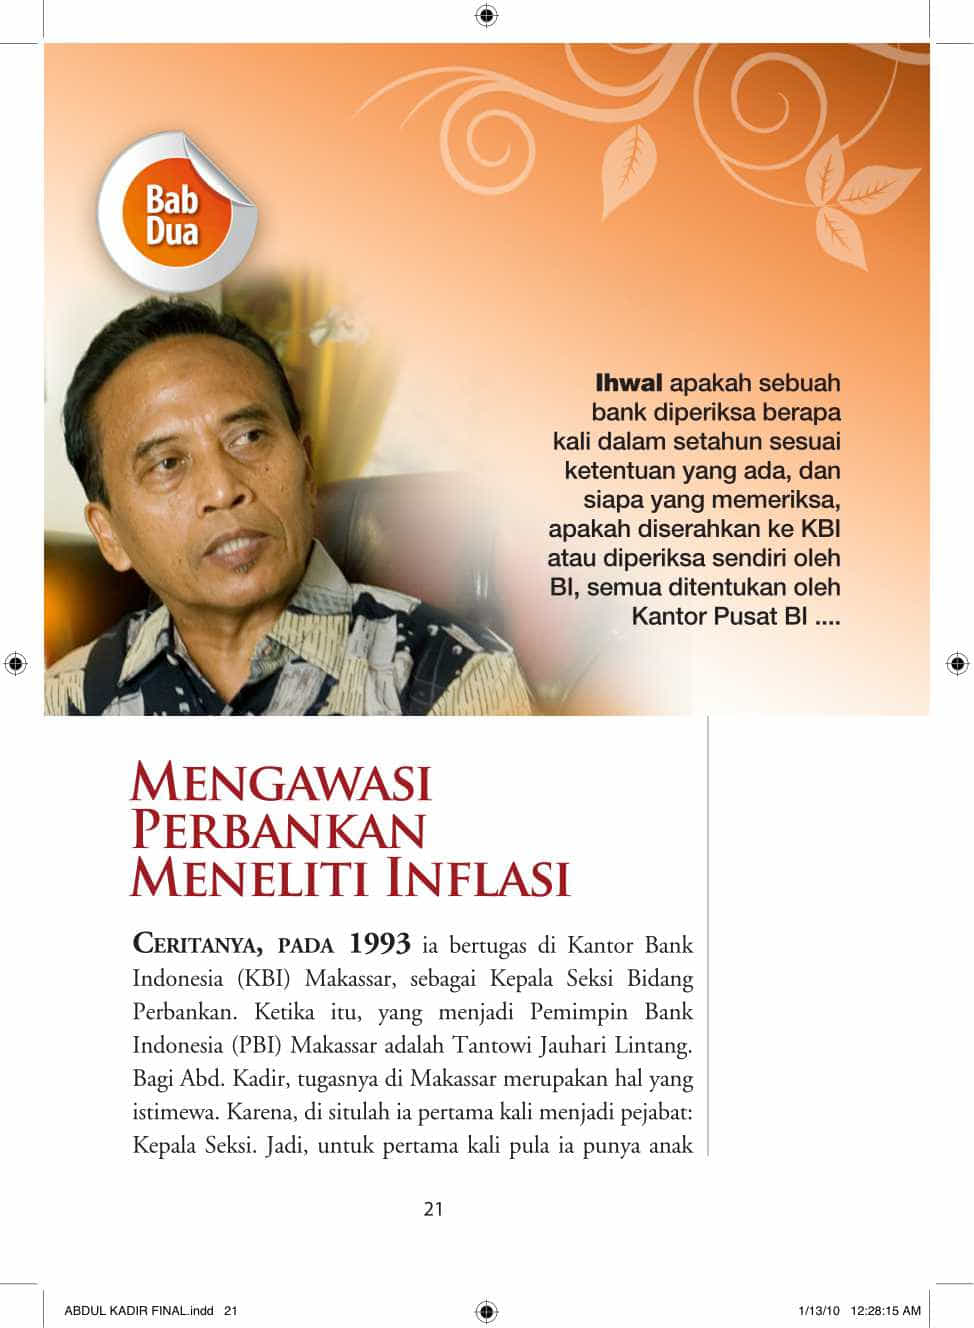 Bab
Dua
Ihwal apakah sebuah
bank diperiksa berapa
kali dalam setahun sesuai
ketentuan yang ada, dan
siapa yang memeriksa,
apakah diserahkan ke KBI
atau diperiksa sendiri oleh
BI, semua ditentukan oleh
Kantor Pusat BI ....
MENGAWASI
PERBANKAN
MENELITI INFLASI
CERITANYA, PADA 1993 ia bertugas di Kantor Bank
Indonesia (KBI) Makassar, sebagai Kepala Seksi Bidang
Perbankan. Ketika itu, yang menjadi Pemimpin Bank
Indonesia (PBI) Makassar adalah Tantowi Jauhari Lintang.
Bagi Abd. Kadir, tugasnya di Makassar merupakan hal yang
istimewa. Karena, di situlah ia pertama kali menjadi pejabat:
Kepala Seksi. Jadi, untuk pertama kali pula ia punya anak
21
ABDUL KADIR FINAL.indd 21
1/13/10 12:28:15 AM